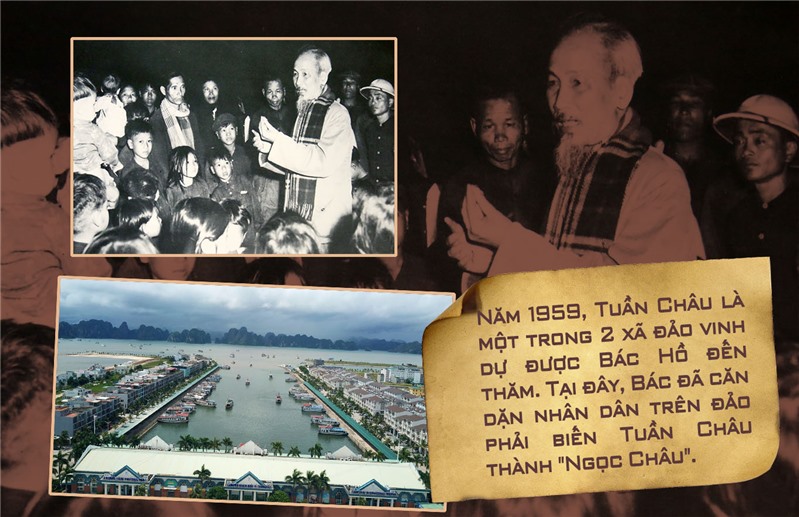 Năm 1959, Tuần Châu là
một trong 2 xã đảo vinh
dự được Bác Hồ đến
thăm. Tại đây, Bác đã căn
dặn nhân dân trên đảo
phải biến Tuần Châu
thành "Ngọc Châu".